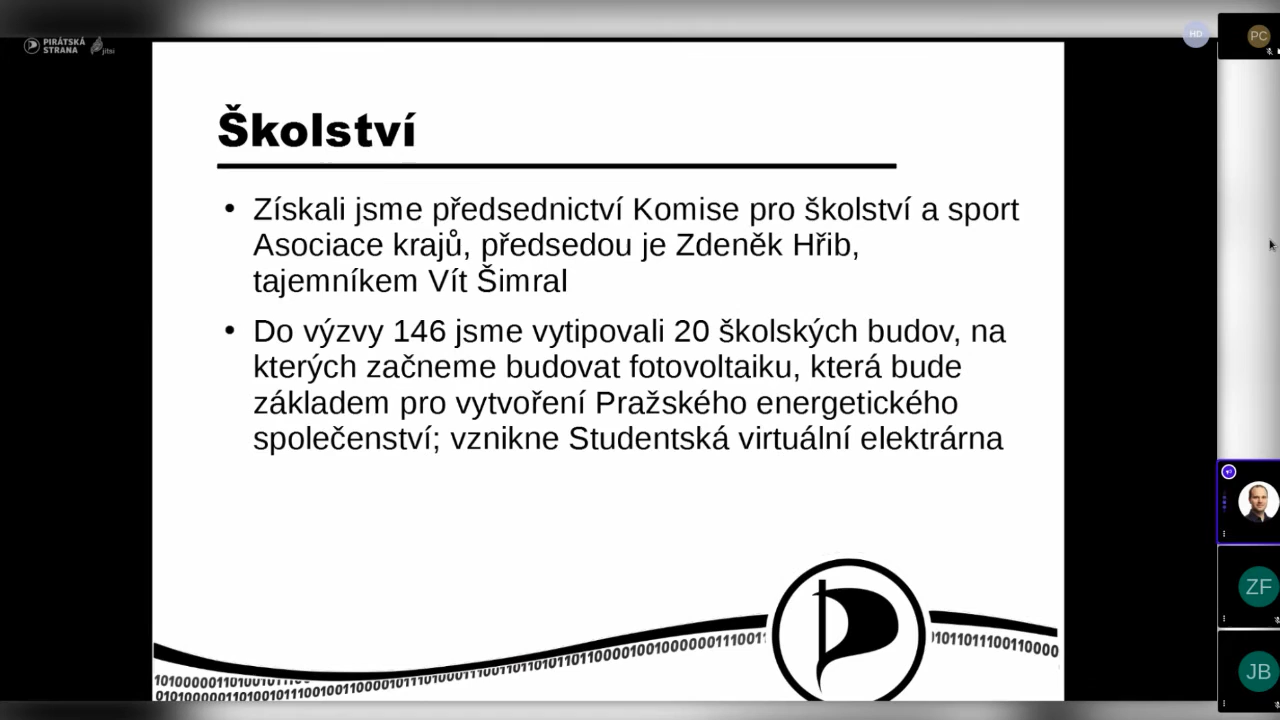 PIRÁTSKÁ
STRANA
jitsi
HD
PC
Školství
• Získali jsme předsednictví Komise pro školství a sport
Asociace krajů, předsedou je Zdeněk Hřib,
tajemníkem Vít Šimral
• Do výzvy 146 jsme vytipovali 20 školských budov, na
kterých začneme budovat fotovoltaiku, která bude
základem pro vytvoření Pražského energetického
společenství; vznikne Studentská virtuální elektrárna
ZF
JB